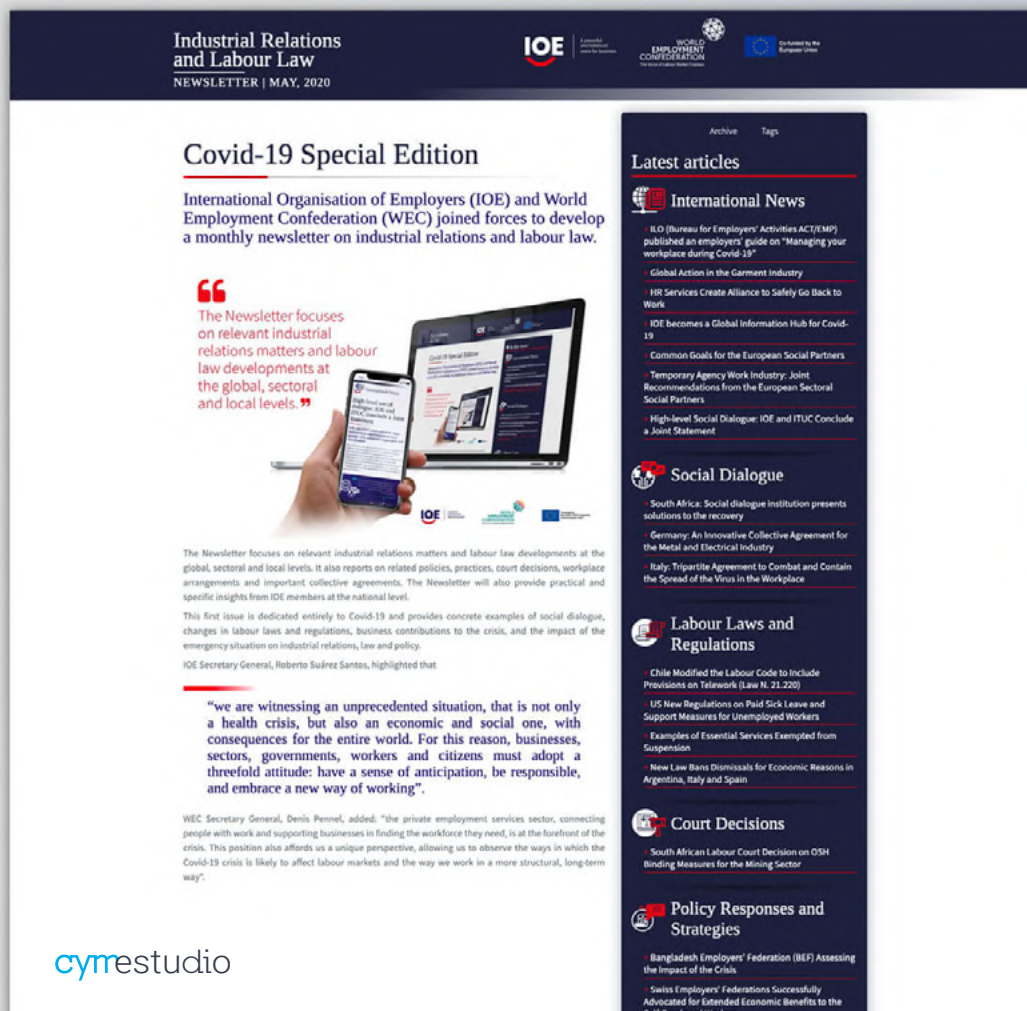 Industrial Relations
and Labour Law
NEWSLETTER | MAY, 2020
IOE
A powerful
WORLD
EMPLOYMENT
CONFEDERATION
Co-funded by the
European Union
Covid-19 Special Edition
International Organisation of Employers (IOE) and World
Employment Confederation (WEC) joined forces to develop
a monthly newsletter on industrial relations and labour law.
“
The Newsletter focuses
on relevant industrial
relations matters and labour
law developments at
the global, sectoral
and local levels.”
Covid-19 Special Edition
High-level social
dialogue: IOE and
ITUC conclude a Joint
Statement
IOE
The Newsletter focuses on relevant industrial relations matters and labour law developments at the
global, sectoral and local levels. It also reports on related policies, practices, court decisions, workplace
arrangements and important collective agreements. The Newsletter will also provide practical and
specific insights from IOE members at the national level.
This first issue is dedicated entirely to Covid-19 and provides concrete examples of social dialogue,
changes in labour laws and regulations, business contributions to the crisis, and the impact of the
emergency situation on industrial relations, law and policy.
IOE Secretary General, Roberto Suárez Santos, highlighted that
“we are witnessing an unprecedented situation, that is not only
a health crisis, but also an economic and social one, with
consequences for the entire world. For this reason, businesses,
sectors, governments, workers and citizens must adopt a
threefold attitude: have a sense of anticipation, be responsible,
and embrace a new way of working”.
WEC Secretary General, Denis Pennel, added: “the private employment services sector, connecting
people with work and supporting businesses in finding the workforce they need, is at the forefront of the
crisis. This position also affords us a unique perspective, allowing us to observe the ways in which the
Covid-19 crisis is likely to affect labour markets and the way we work in a more structural, long-term
way”.
cymestudio
Archive Tags
Latest articles
International News
ILO (Bureau for Employers' Activities ACT/EMP)
published an employers' guide on “Managing your
workplace during Covid-19”
Global Action in the Garment Industry
HR Services Create Alliance to Safely Go Back to
Work
IOE becomes a Global Information Hub for Covid-
19
Common Goals for the European Social Partners
Temporary Agency Work Industry: Joint
Recommendations from the European Sectoral
Social Partners
High-level Social Dialogue: IOE and ITUC Conclude
a Joint Statement
Social Dialogue
South Africa: Social dialogue institution presents
solutions to the recovery
Germany: An Innovative Collective Agreement for
the Metal and Electrical Industry
Italy: Tripartite Agreement to Combat and Contain
the Spread of the Virus in the Workplace
Labour Laws and
Regulations
Chile Modified the Labour Code to Include
Provisions on Telework (Law N. 21.220)
US New Regulations on Paid Sick Leave and
Support Measures for Unemployed Workers
Examples of Essential Services Exempted from
Suspension
New Law Bans Dismissals for Economic Reasons in
Argentina, Italy and Spain
Court Decisions
South African Labour Court Decision on OSH
Binding Measures for the Mining Sector
Policy Responses and
Strategies
Bangladesh Employers' Federation (BEF) Assessing
the Impact of the Crisis
Swiss Employers' Federations Successfully
Advocated for Extended Economic Benefits to the